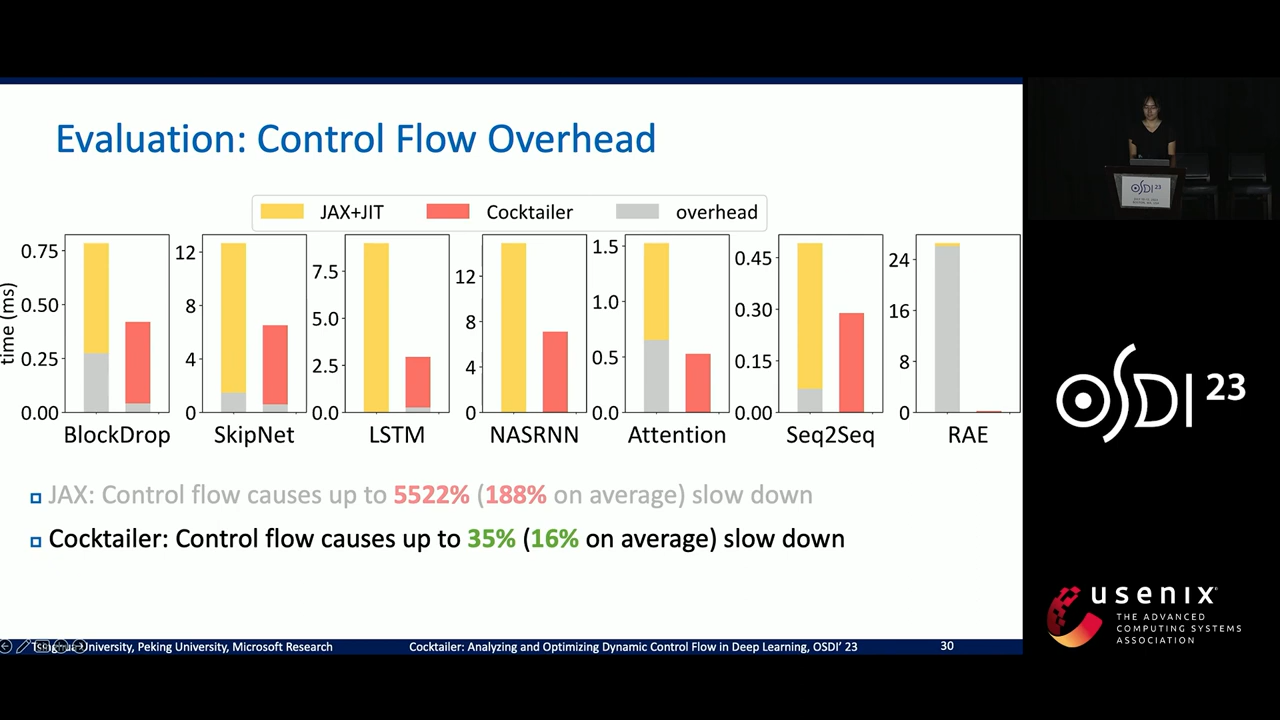 Evaluation: Control Flow Overhead
JAX+JIT Cocktailer overhead
time (ms)
0.75
0.50
0.25
0.00
BlockDrop
12
8
4
0
SkipNet
7.5
5.0
2.5
0.0
LSTM
12
8
4
0
NASRNN
1.5
1.0
0.5
0.0
Attention
0.45
0.30
0.15
0.00
Seq2Seq
24
16
8
0
RAE
JAX: Control flow causes up to 5522% (188% on average) slow down
Cocktailer: Control flow causes up to 35% (16% on average) slow down
University, Peking University, Microsoft Research
Cocktailer: Analyzing and Optimizing Dynamic Control Flow in Deep Learning, OSDI' 23
30
OSDI 23
OSDI 23
usenix
THE ADVANCED
COMPUTING SYSTEMS
ASSOCIATION